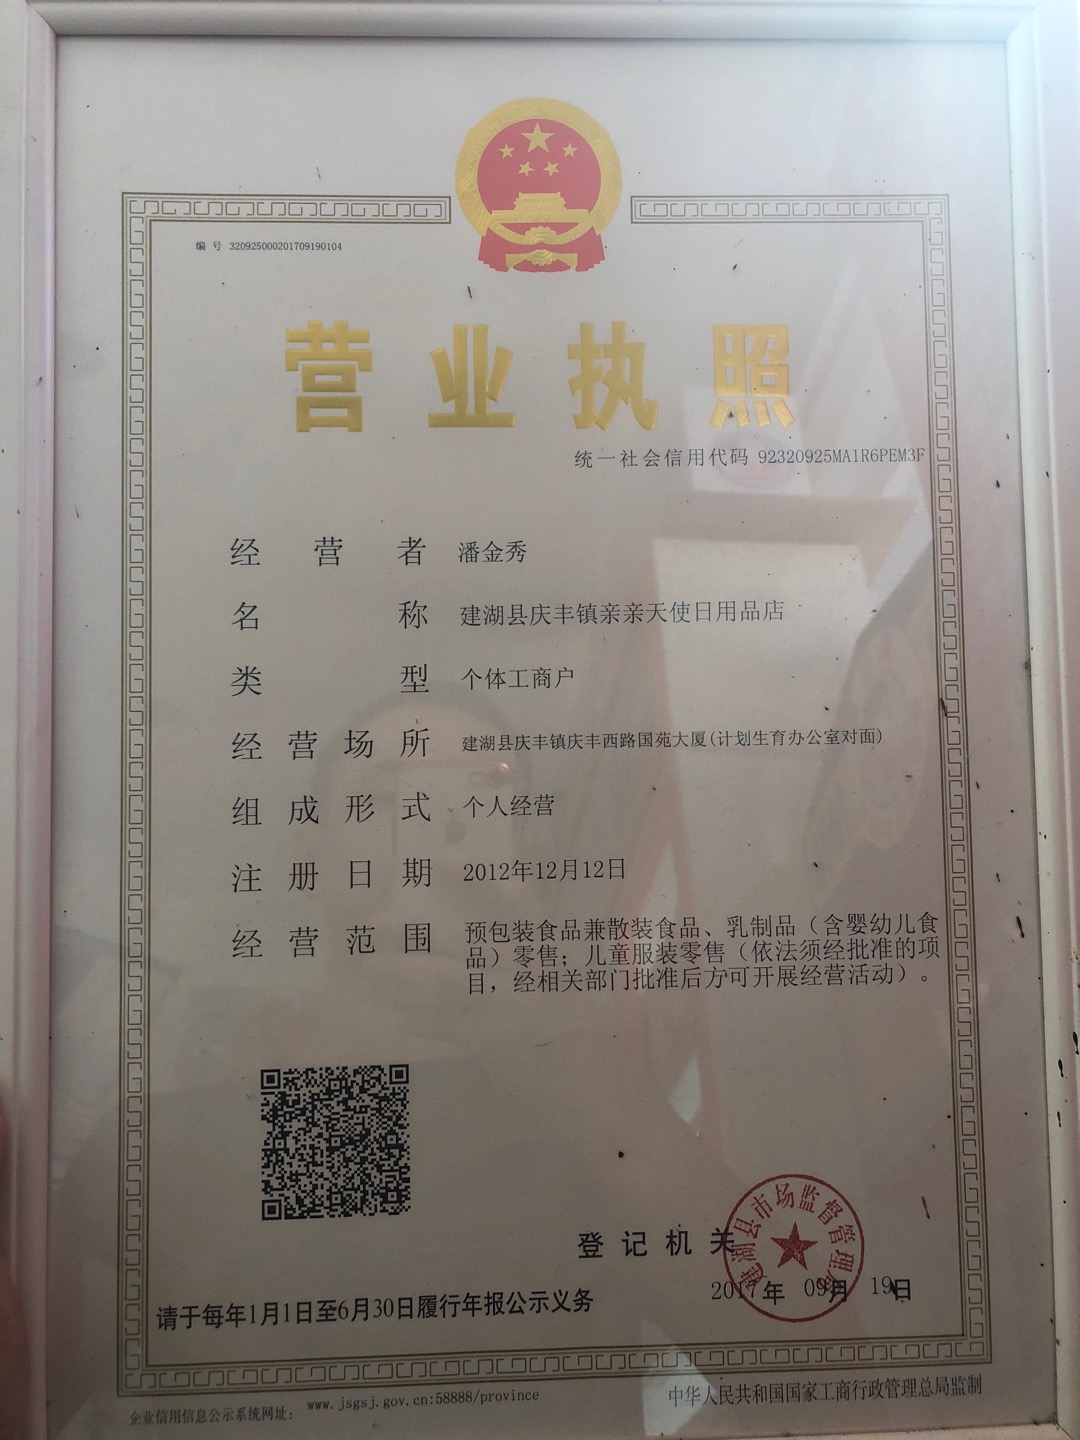 编 号 320925000201709190104
营业执照
统一社会信用代码 92320925MA1R6PEM3F
经营者 潘金秀
名称 建湖县庆丰镇亲亲天使日用品店
类型 个体工商户
经营场所 建湖县庆丰镇庆丰西路国苑大厦(计划生育办公室对面)
组成形式 个人经营
注册日期 2012年12月12日
经营范围 预包装食品兼散装食品、乳制品（含婴幼儿食
品）零售；儿童服装零售（依法须经批准的项
目，经相关部门批准后方可开展经营活动）。
建湖县市场监督管理局
登记机关
2017年 09月 19日
请于每年1月1日至6月30日履行年报公示义务
企业信用信息公示系统网址： www.jsgsj.gov.cn:58888/province
中华人民共和国国家工商行政管理总局监制